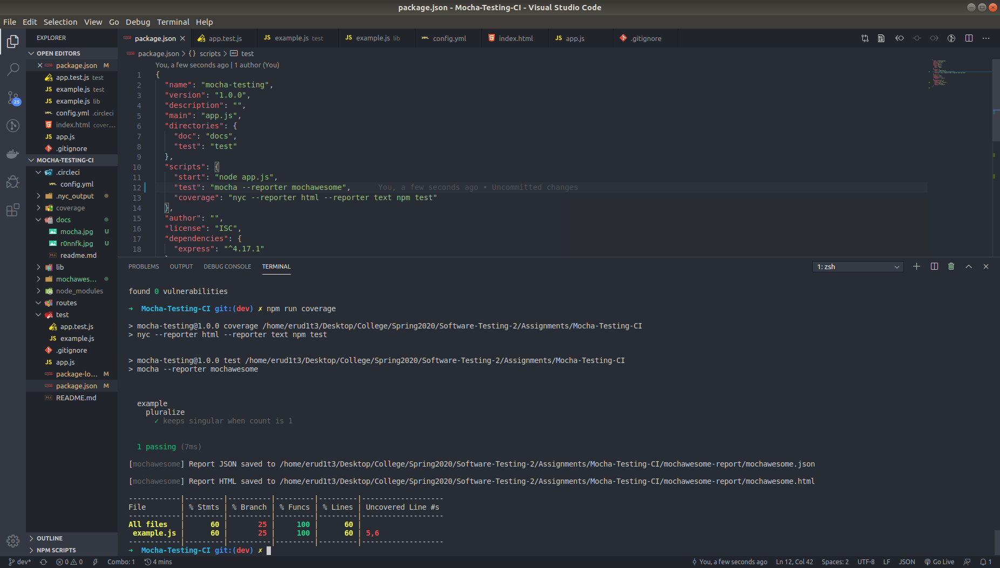 package.json - Mocha-Testing-CI - Visual Studio Code
File Edit Selection View Go Debug Terminal Help
EXPLORER
OPEN EDITORS
package.json M
app.test.js test
example.js test
example.js lib
config.yml .circleci
index.html cover...
app.js
.gitignore
MOCHA-TESTING-CI
.circleci
config.yml
.nyc_output
coverage
docs
mocha.jpg U
r0nnfk.jpg U
readme.md
lib
mochawes...
node_modules
routes
test
app.test.js
example.js
.gitignore
app.js
package-lo... M
package.json M
README.md
OUTLINE
NPM SCRIPTS
25
package.json app.test.js example.js test example.js lib config.yml index.html app.js .gitignore
package.json > {} scripts > test
You, a few seconds ago | 1 author (You)
1 {
2 "name": "mocha-testing",
3 "version": "1.0.0",
4 "description": "",
5 "main": "app.js",
6 "directories": {
7 "doc": "docs",
8 "test": "test"
9 },
10 "scripts": {
11 "start": "node app.js",
12 "test": "mocha --reporter mochawesome", You, a few seconds ago • Uncommitted changes
13 "coverage": "nyc --reporter html --reporter text npm test"
14 },
15 "author": "",
16 "license": "ISC",
17 "dependencies": {
18 "express": "^4.17.1"
PROBLEMS OUTPUT DEBUG CONSOLE TERMINAL 1: zsh
found 0 vulnerabilities
➜ Mocha-Testing-CI git:(dev) ✗ npm run coverage
> mocha-testing@1.0.0 coverage /home/erud1t3/Desktop/College/Spring2020/Software-Testing-2/Assignments/Mocha-Testing-CI
> nyc --reporter html --reporter text npm test
> mocha-testing@1.0.0 test /home/erud1t3/Desktop/College/Spring2020/Software-Testing-2/Assignments/Mocha-Testing-CI
> mocha --reporter mochawesome
example
pluralize
✓ keeps singular when count is 1
1 passing (7ms)
[mochawesome] Report JSON saved to /home/erud1t3/Desktop/College/Spring2020/Software-Testing-2/Assignments/Mocha-Testing-CI/mochawesome-report/mochawesome.json
[mochawesome] Report HTML saved to /home/erud1t3/Desktop/College/Spring2020/Software-Testing-2/Assignments/Mocha-Testing-CI/mochawesome-report/mochawesome.html
------------|---------|----------|---------|---------|-------------------
File | % Stmts | % Branch | % Funcs | % Lines | Uncovered Line #s
------------|---------|----------|---------|---------|-------------------
All files | 60 | 25 | 100 | 60 |
example.js | 60 | 25 | 100 | 60 | 5,6
------------|---------|----------|---------|---------|-------------------
➜ Mocha-Testing-CI git:(dev) ✗
dev* 0 0 Combo: 1 4 mins You, a few seconds ago Ln 12, Col 42 Spaces: 2 UTF-8 LF JSON Go Live 1